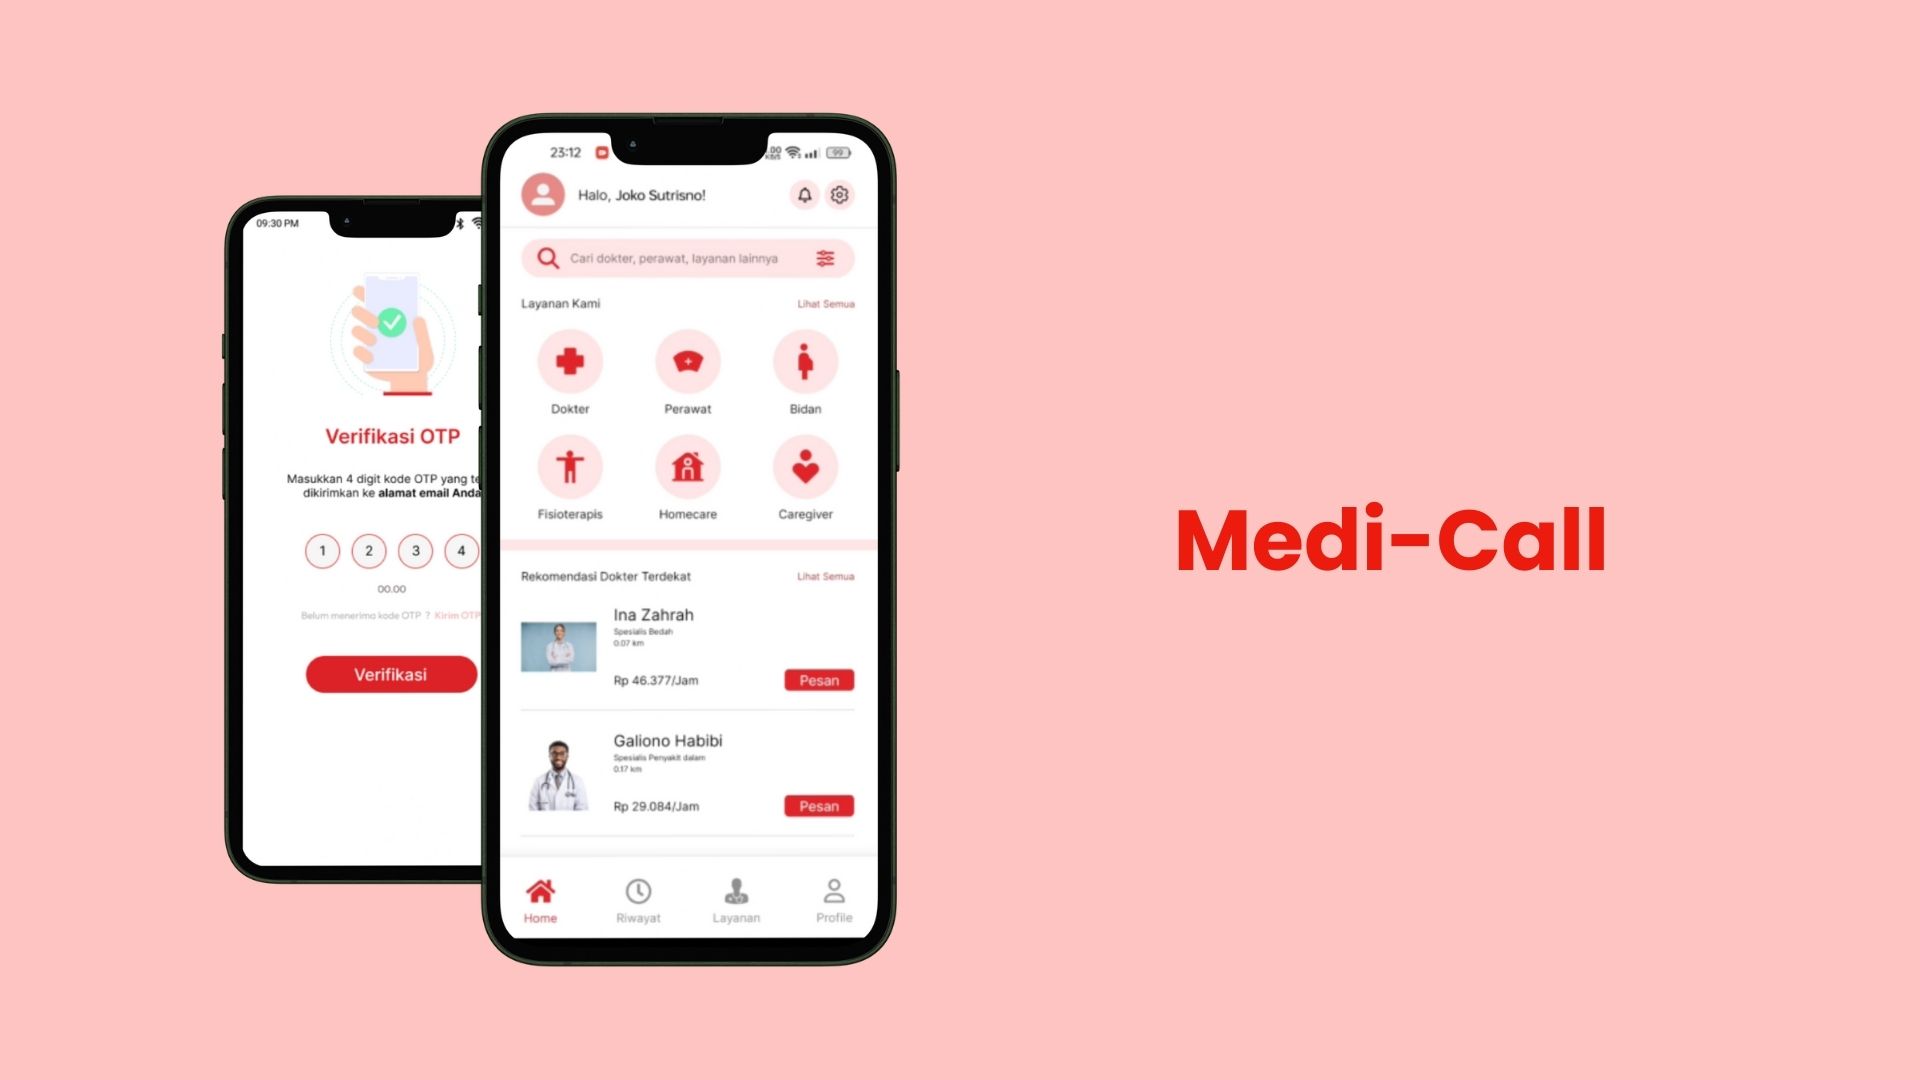 09:30 PM
Verifikasi OTP
Masukkan 4 digit kode OTP yang te
dikirimkan ke alamat email Anda
1 2 3 4
00.00
Belum menerima kode OTP ? Kirim OTP
Verifikasi
23:12
99
Halo, Joko Sutrisno!
Cari dokter, perawat, layanan lainnya
Layanan Kami
Lihat Semua
Dokter
Perawat
Bidan
Fisioterapis
Homecare
Caregiver
Rekomendasi Dokter Terdekat
Lihat Semua
Ina Zahrah
Spesialis Bedah
0.07 km
Rp 46.377/Jam
Pesan
Galiono Habibi
Spesialis Penyakit dalam
0.17 km
Rp 29.084/Jam
Pesan
Home
Riwayat
Layanan
Profile
Medi-Call